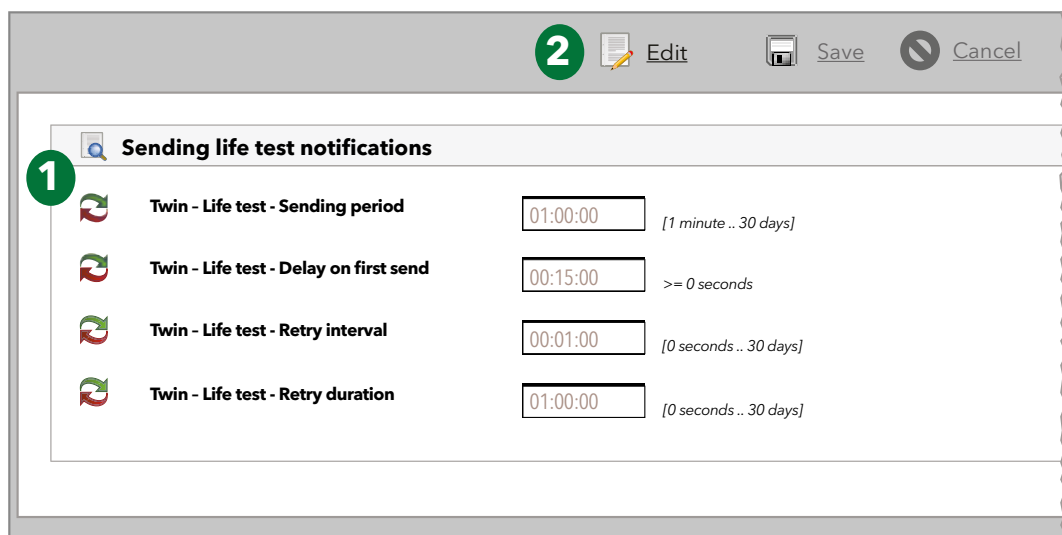 2 Edit Save Cancel
Sending life test notifications
1
Twin – Life test - Sending period 01:00:00 [1 minute .. 30 days]
Twin – Life test - Delay on first send 00:15:00 >= 0 seconds
Twin – Life test - Retry interval 00:01:00 [0 seconds .. 30 days]
Twin – Life test - Retry duration 01:00:00 [0 seconds .. 30 days]